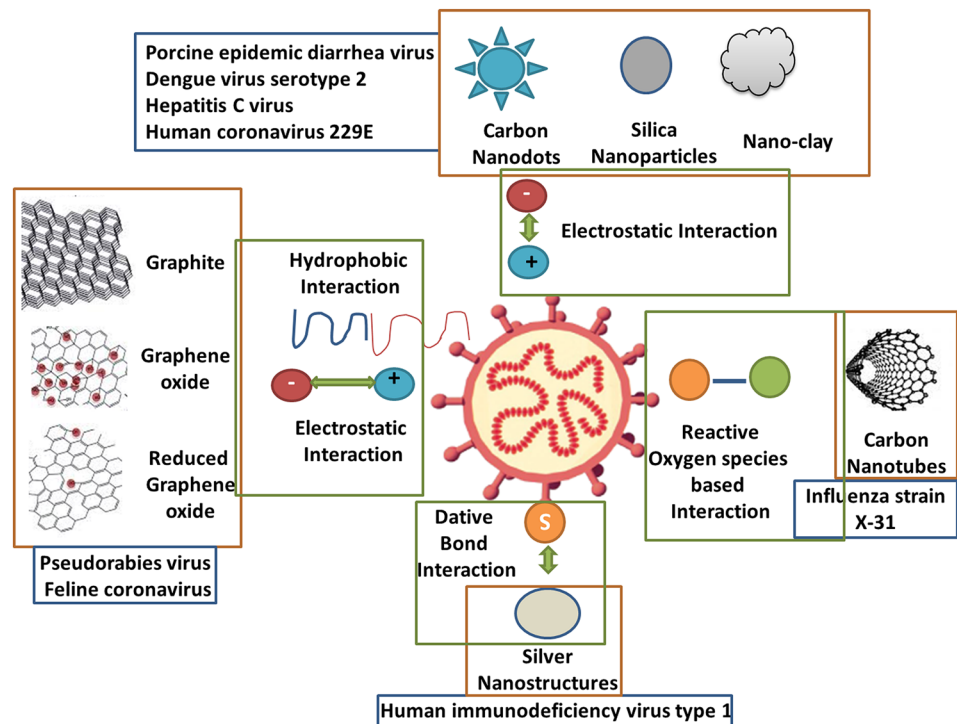 Porcine epidemic diarrhea virus
Dengue virus serotype 2
Hepatitis C virus
Human coronavirus 229E
Carbon
Nanodots
Silica
Nanoparticles
Nano-clay
-
+
Electrostatic Interaction
Graphite
Graphene
oxide
Reduced
Graphene
oxide
Pseudorabies virus
Feline coronavirus
Hydrophobic
Interaction
-
+
Electrostatic
Interaction
Reactive
Oxygen species
based
Interaction
Carbon
Nanotubes
Influenza strain
X-31
Dative
Bond
Interaction
S
Silver
Nanostructures
Human immunodeficiency virus type 1